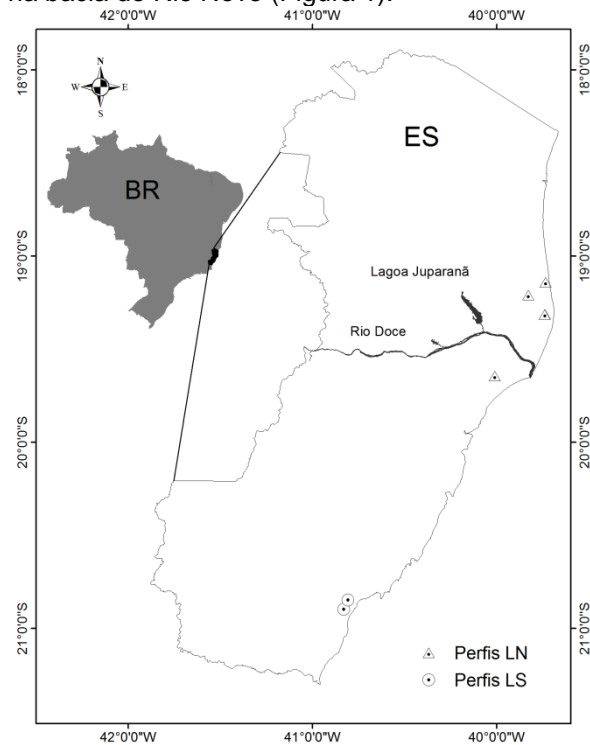 na bacia do Rio Novo (Figura 1).
42°0'0"W 41°0'0"W 40°0'0"W
18°0'0"S 18°0'0"S
N
W E
S
ES
BR
19°0'0"S 19°0'0"S
Lagoa Juparanã
Rio Doce
20°0'0"S 20°0'0"S
21°0'0"S 21°0'0"S
Perfis LN
Perfis LS
42°0'0"W 41°0'0"W 40°0'0"W